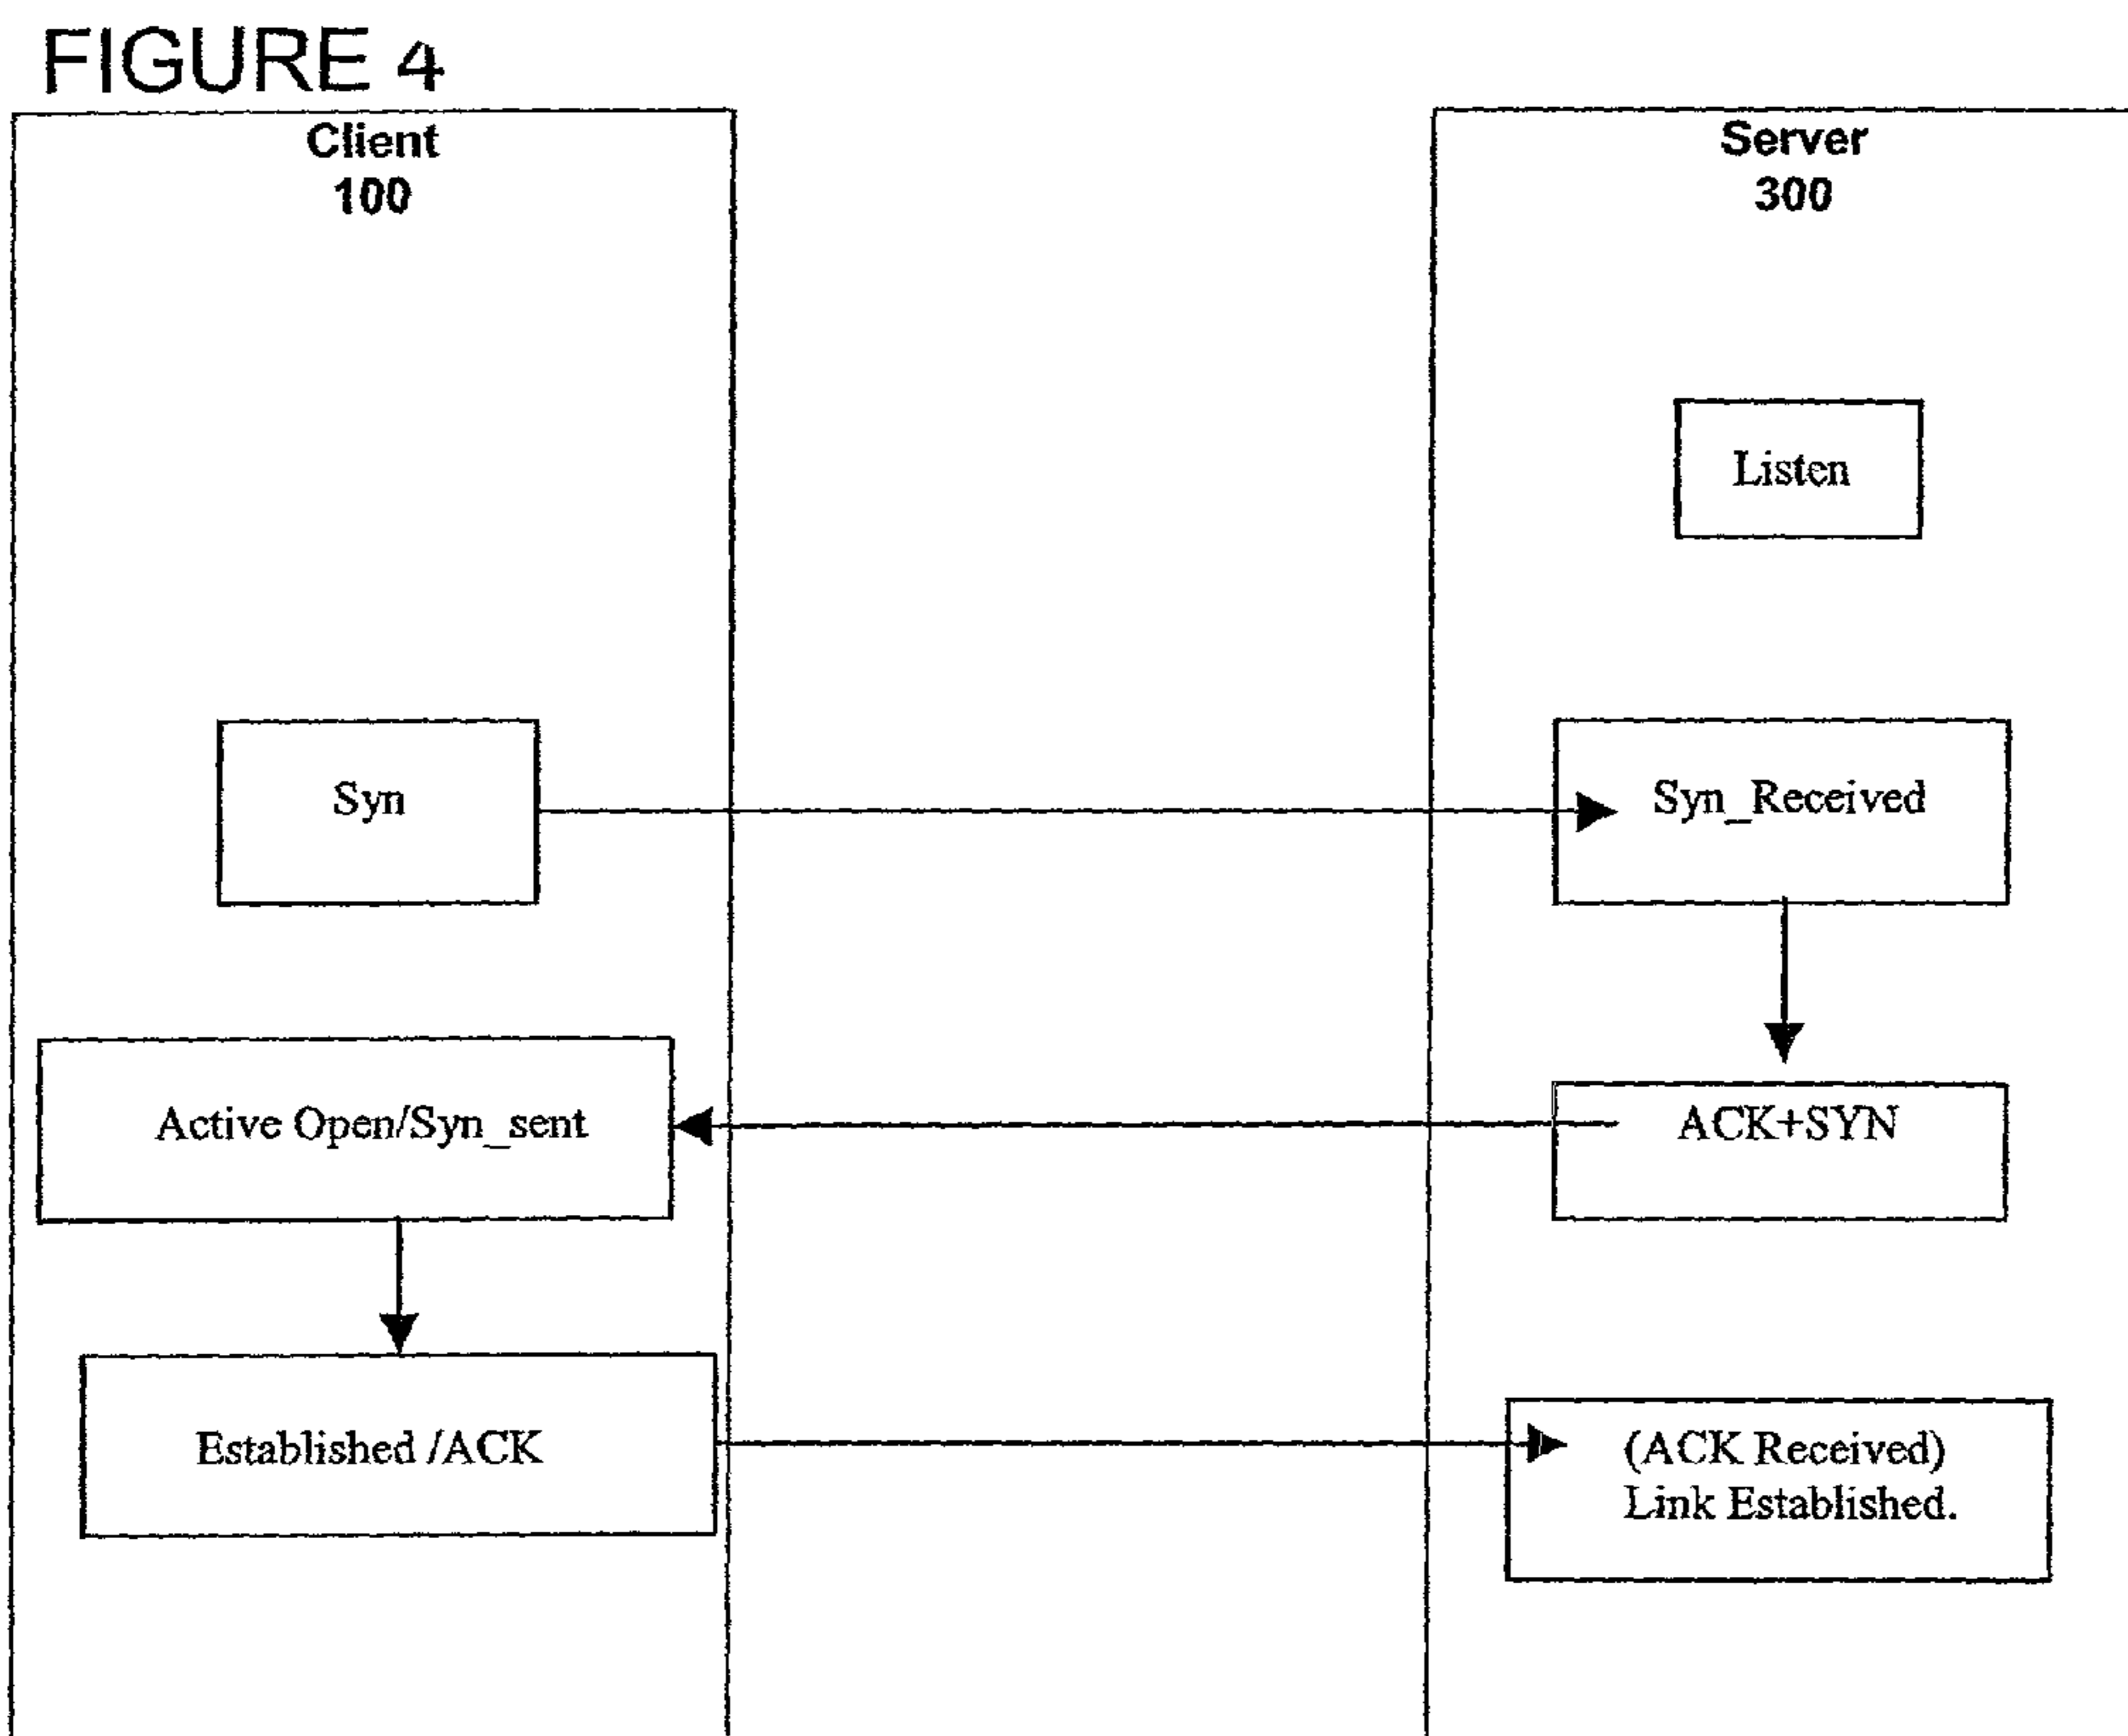 FIGURE 4
Client
100
Server
300
Listen
Syn
Syn_Received
Active Open/Syn_sent
ACK+SYN
Established /ACK
(ACK Received)
Link Established.